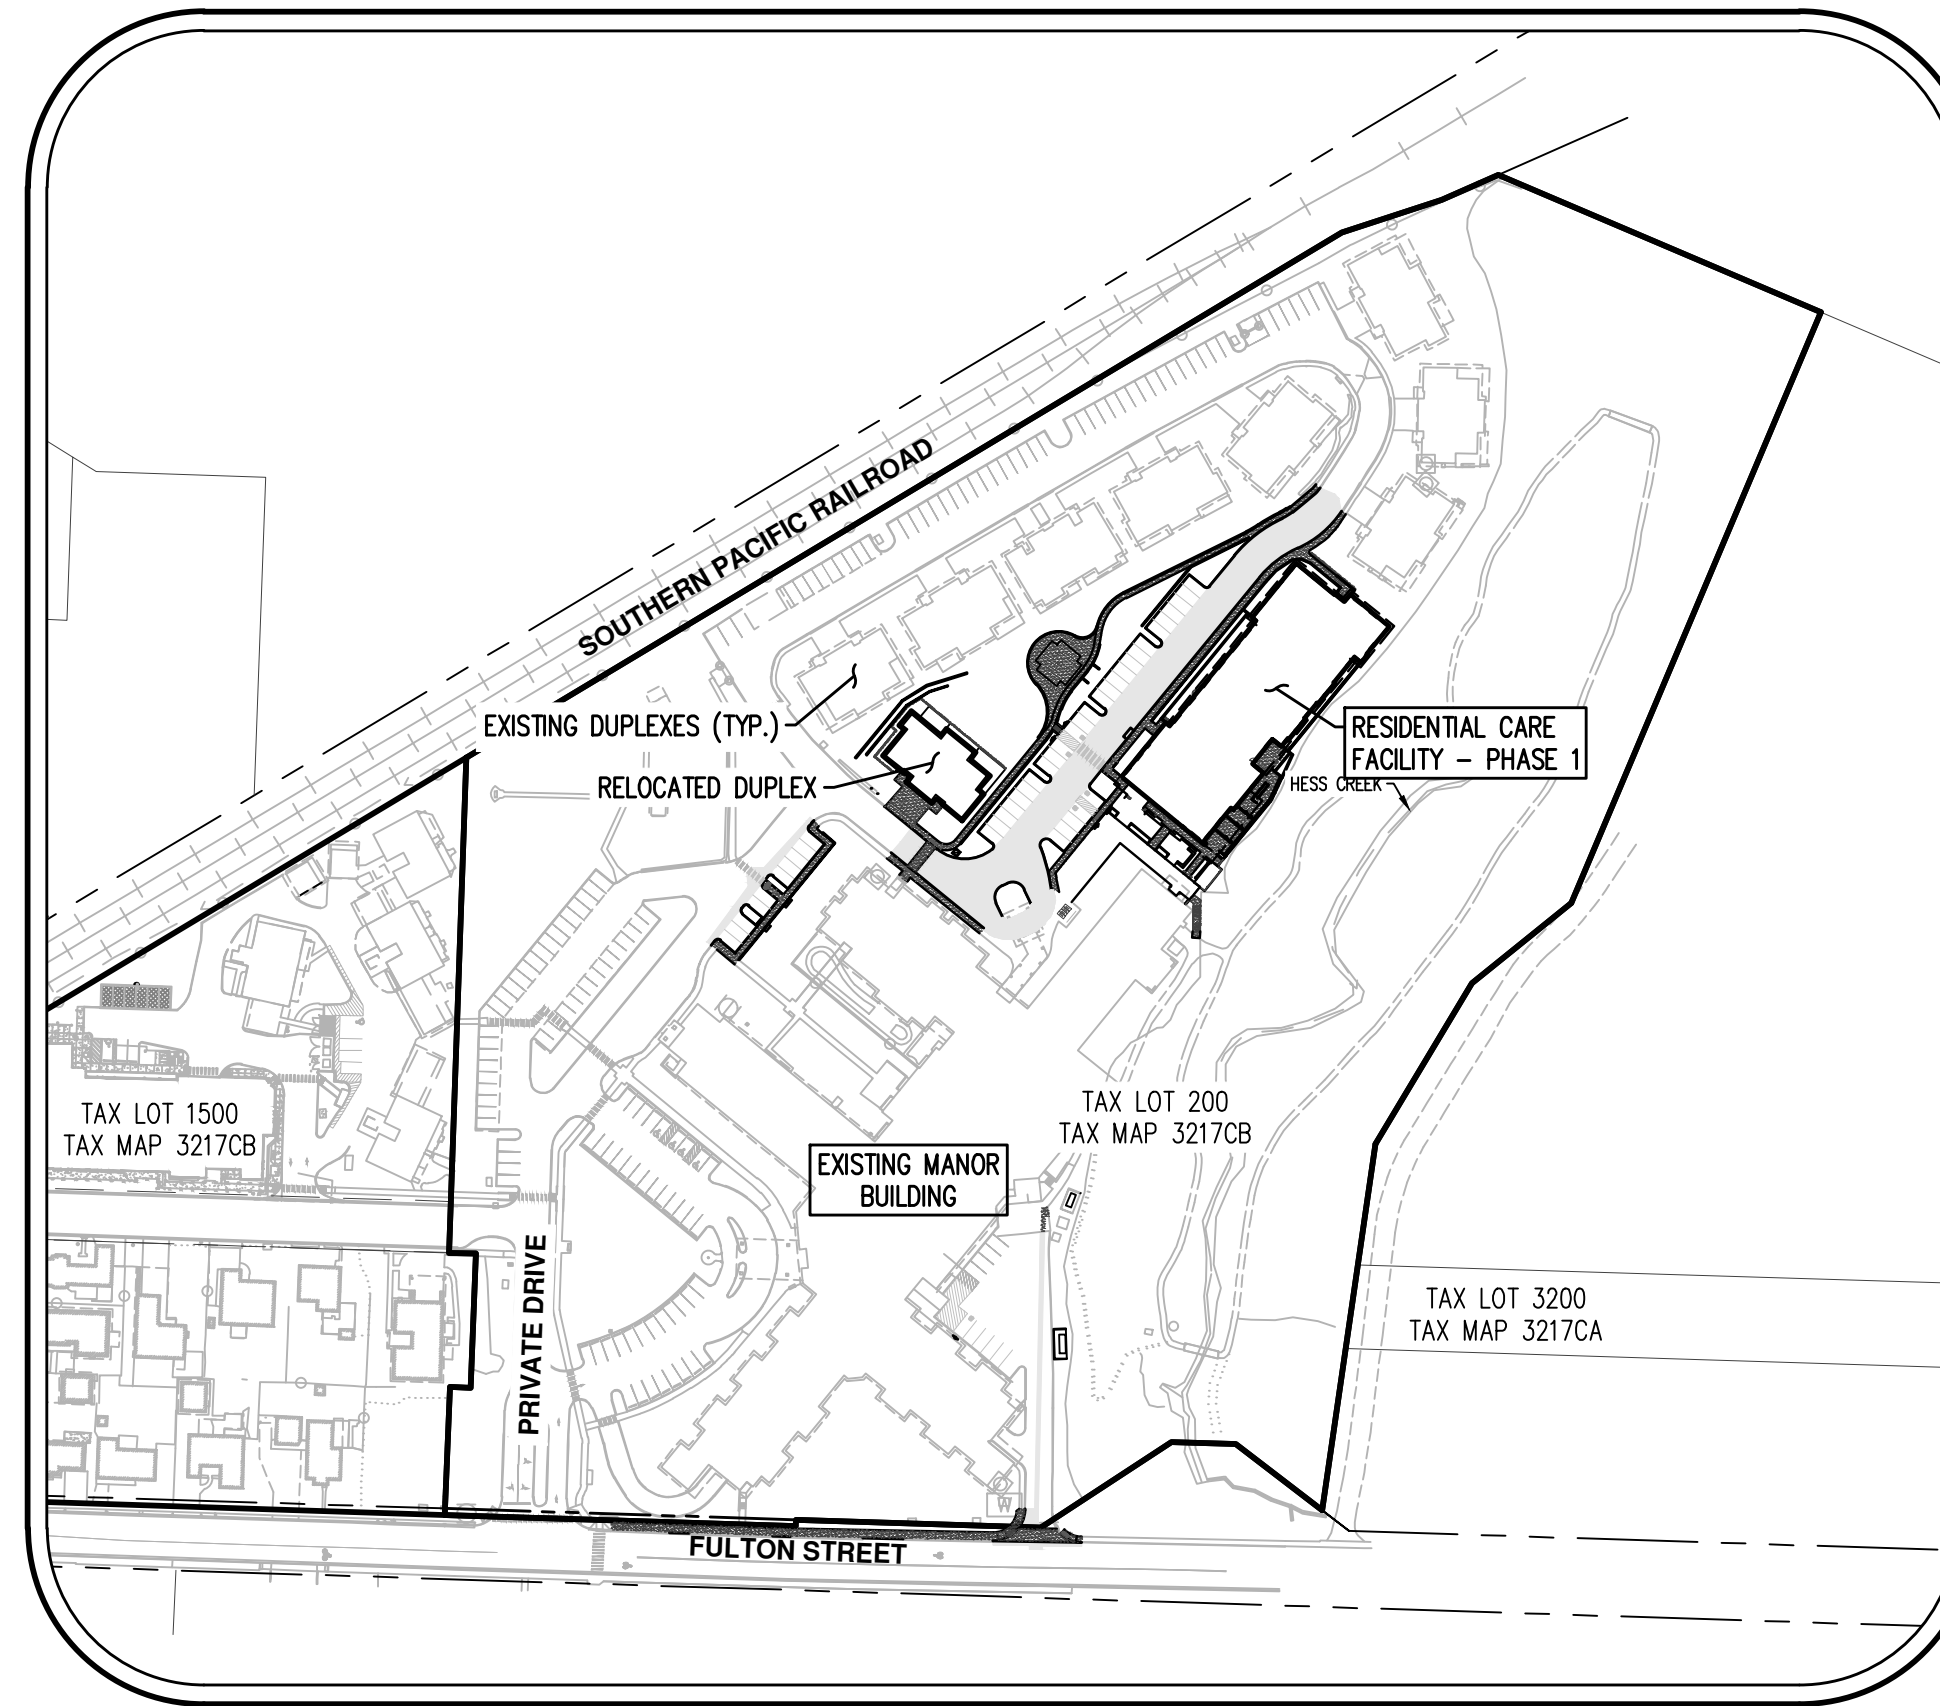 SOUTHERN PACIFIC RAILROAD
EXISTING DUPLEXES (TYP.)
RELOCATED DUPLEX
RESIDENTIAL CARE
FACILITY – PHASE 1
HESS CREEK
TAX LOT 1500
TAX MAP 3217CB
TAX LOT 200
TAX MAP 3217CB
EXISTING MANOR
BUILDING
PRIVATE DRIVE
TAX LOT 3200
TAX MAP 3217CA
W
FULTON STREET